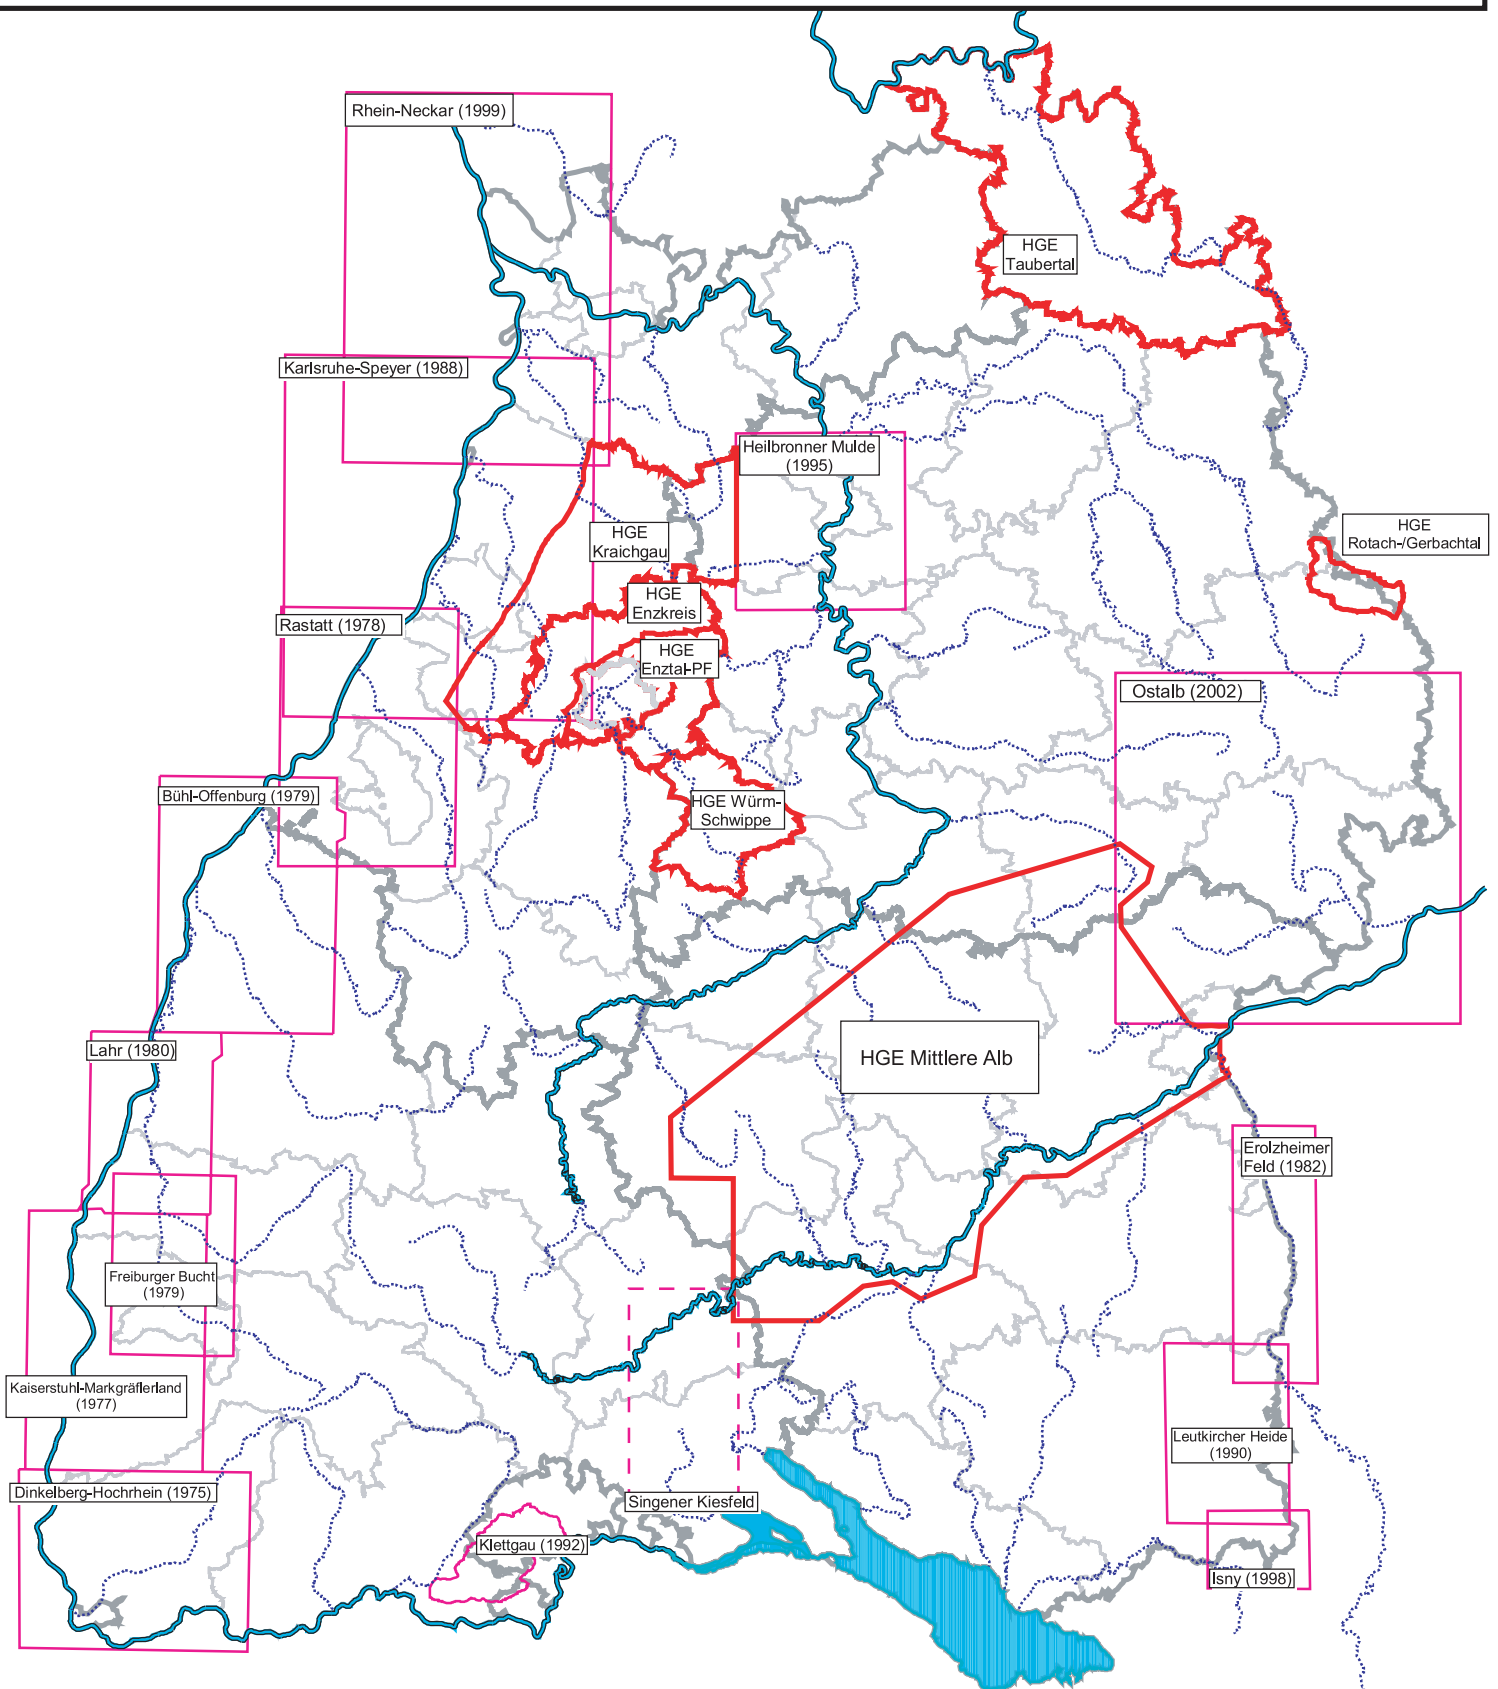 Rhein-Neckar (1999)
HGE
Taubertal
Karlsruhe-Speyer (1988)
Heilbronner Mulde
(1995)
HGE
Kraichgau
HGE
Rotach-/Gerbachtal
HGE
Enzkreis
Rastatt (1978)
HGE
Enztal-PF
Ostalb (2002)
Bühl-Offenburg (1979)
HGE Würm-
Schwippe
Lahr (1980)
HGE Mittlere Alb
Erolzheimer
Feld (1982)
Freiburger Bucht
(1979)
Kaiserstuhl-Markgräflerland
(1977)
Leutkircher Heide
(1990)
Dinkelberg-Hochrhein (1975)
Singener Kiesfeld
Klettgau (1992)
Isny (1998)